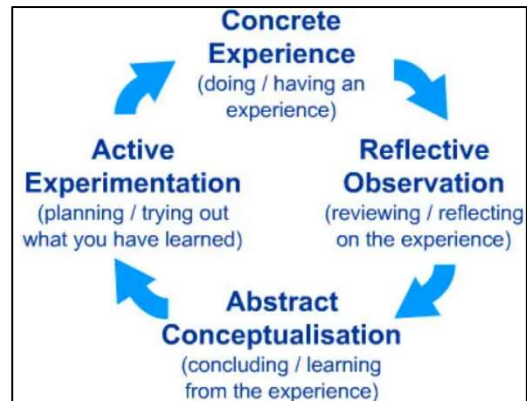 Concrete
Experience
(doing / having an
experience)
Reflective
Observation
(reviewing / reflecting
on the experience)
Abstract
Conceptualisation
(concluding / learning
from the experience)
Active
Experimentation
(planning / trying out
what you have learned)